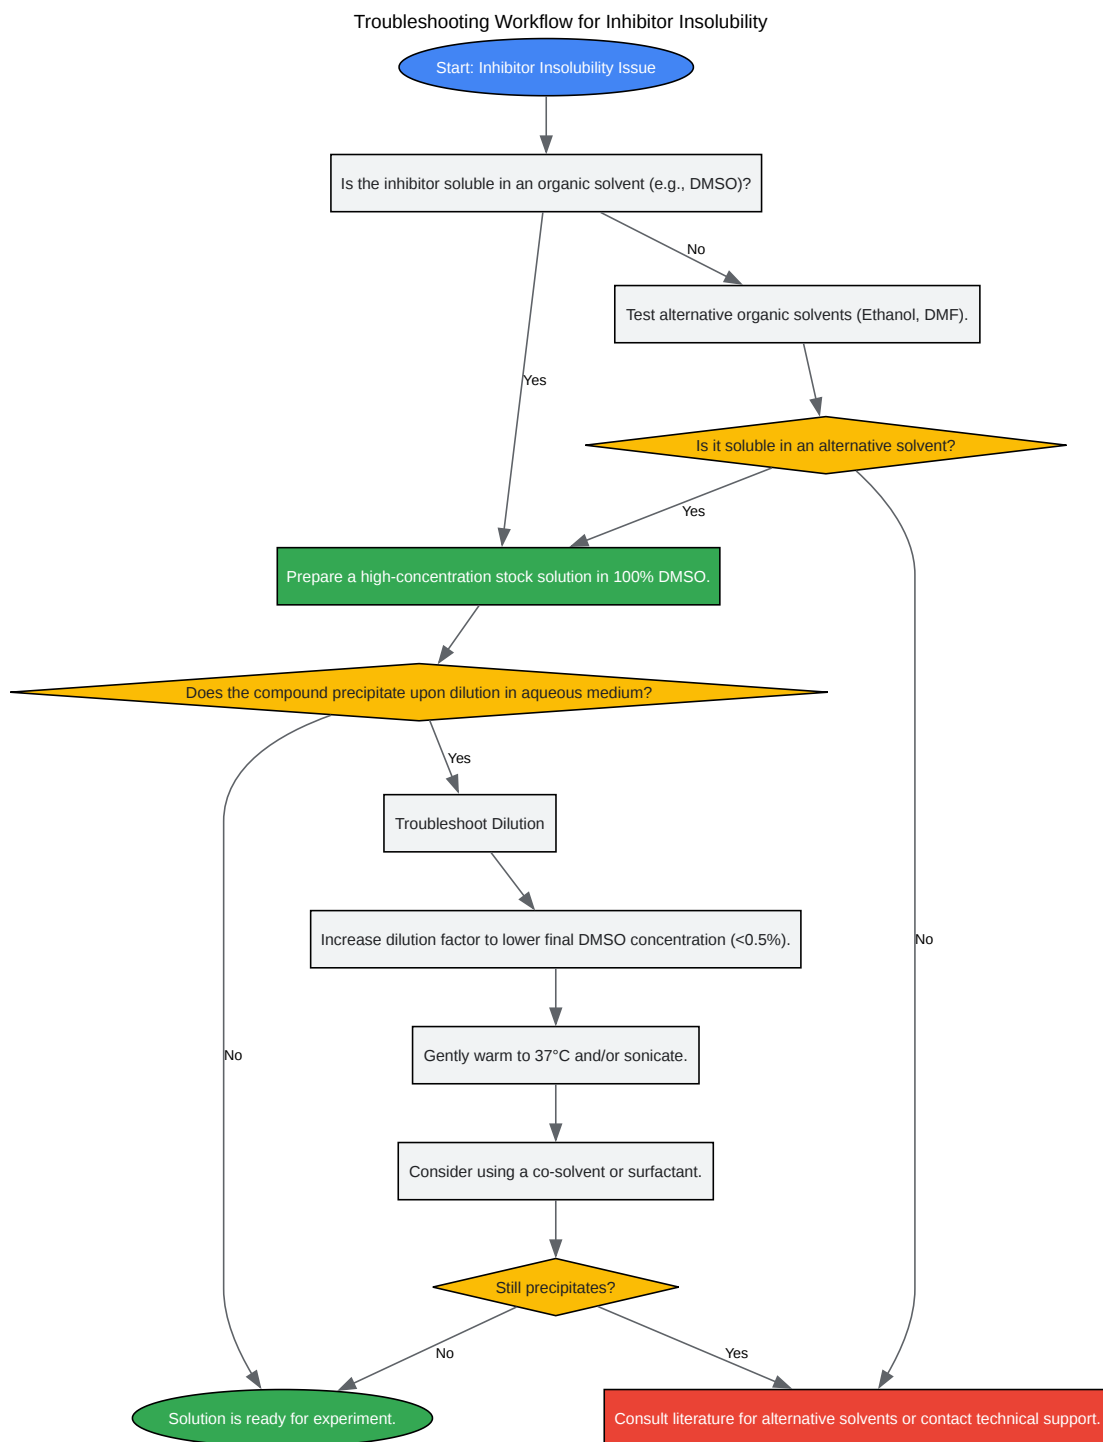 Troubleshooting Workflow for Inhibitor Insolubility
Start: Inhibitor Insolubility Issue
Is the inhibitor soluble in an organic solvent (e.g., DMSO)?
No
Test alternative organic solvents (Ethanol, DMF).
Yes
Is it soluble in an alternative solvent?
Yes
Prepare a high-concentration stock solution in 100% DMSO.
Does the compound precipitate upon dilution in aqueous medium?
Yes
Troubleshoot Dilution
Increase dilution factor to lower final DMSO concentration (<0.5%).
No
No
Gently warm to 37°C and/or sonicate.
Consider using a co-solvent or surfactant.
Still precipitates?
No
Yes
Solution is ready for experiment.
Consult literature for alternative solvents or contact technical support.